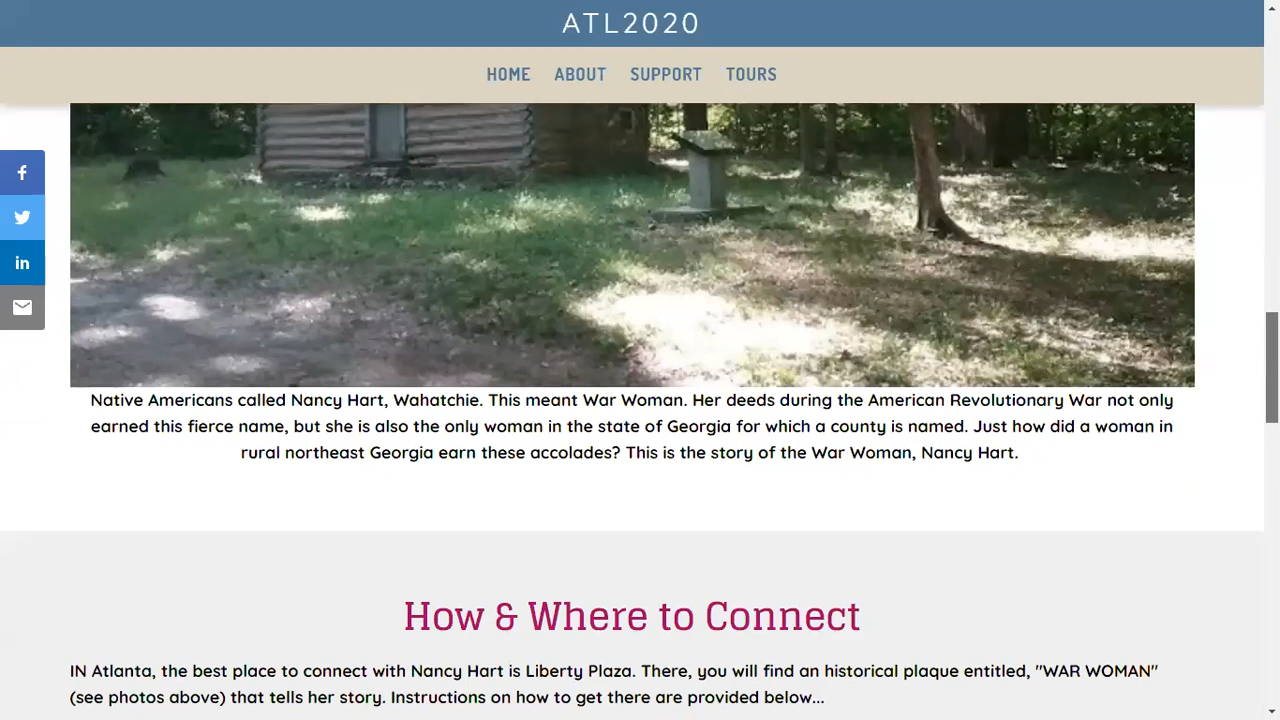 ATL2020
HOME ABOUT SUPPORT TOURS
Native Americans called Nancy Hart, Wahatchie. This meant War Woman. Her deeds during the American Revolutionary War not only
earned this fierce name, but she is also the only woman in the state of Georgia for which a county is named. Just how did a woman in
rural northeast Georgia earn these accolades? This is the story of the War Woman, Nancy Hart.
How & Where to Connect
IN Atlanta, the best place to connect with Nancy Hart is Liberty Plaza. There, you will find an historical plaque entitled, "WAR WOMAN"
(see photos above) that tells her story. Instructions on how to get there are provided below...